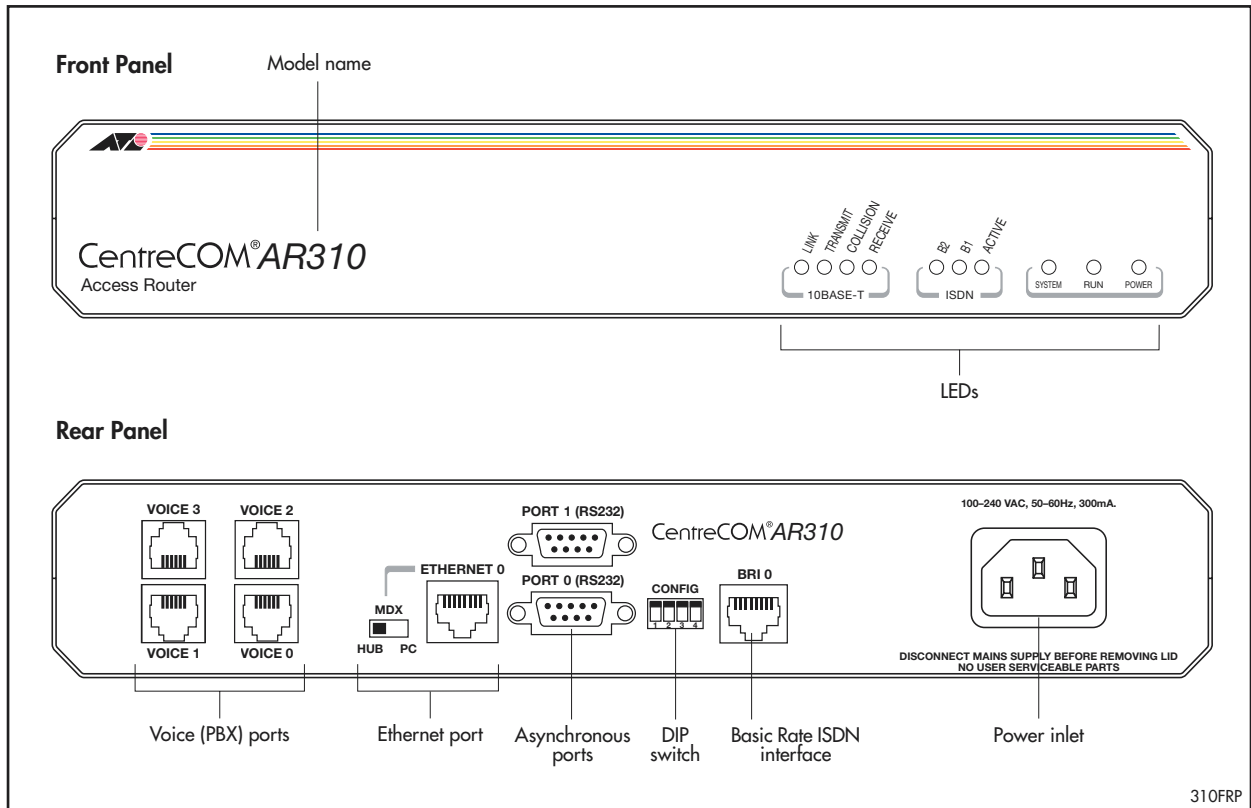 Front Panel
Model name
CentreCOM®AR310
Access Router
LINK
TRANSMIT
COLLISION
RECEIVE
10BASE-T
B2
B1
ACTIVE
ISDN
SYSTEM
RUN
POWER
LEDs
Rear Panel
VOICE 3
VOICE 2
VOICE 1
VOICE 0
MDX
HUB
PC
ETHERNET 0
PORT 1 (RS232)
PORT 0 (RS232)
CentreCOM®AR310
CONFIG
1 2 3 4
BRI 0
100–240 VAC, 50–60Hz, 300mA.
DISCONNECT MAINS SUPPLY BEFORE REMOVING LID
NO USER SERVICEABLE PARTS
Voice (PBX) ports
Ethernet port
Asynchronous
ports
DIP
switch
Basic Rate ISDN
interface
Power inlet
310FRP